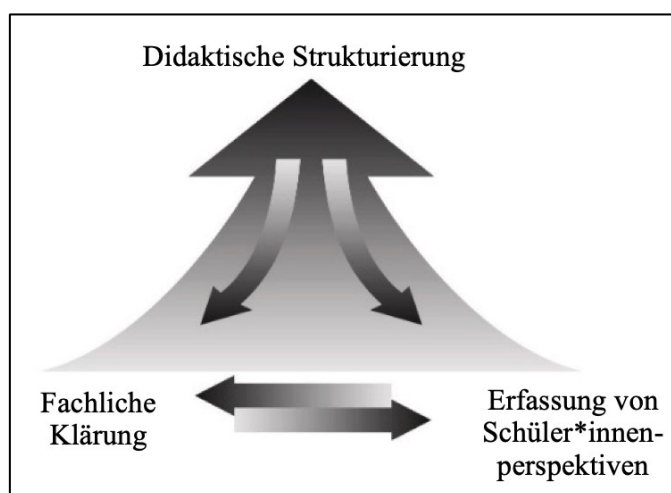 Didaktische Strukturierung
Fachliche
Klärung
Erfassung von
Schüler*innen-
perspektiven